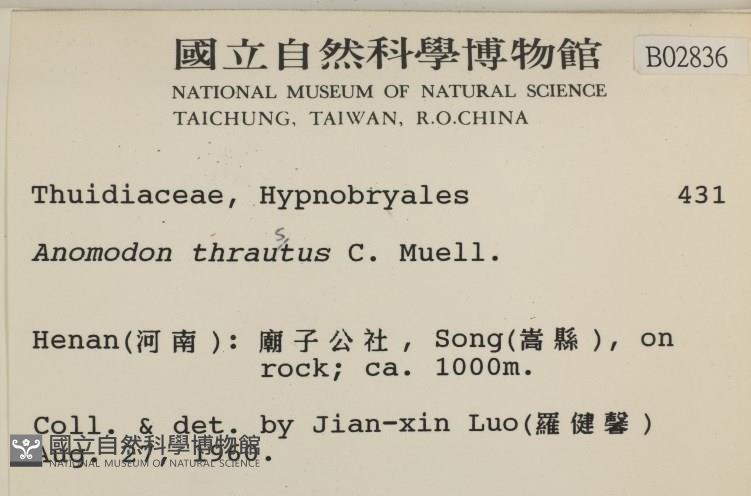 國立自然科學博物館
B02836
NATIONAL MUSEUM OF NATURAL SCIENCE
TAICHUNG, TAIWAN, R.O.CHINA
Thuidiaceae, Hypnobryales 431
s
Anomodon thrautus C. Muell.
Henan(河南): 廟子公社, Song(嵩縣), on
rock; ca. 1000m.
Coll. & det. by Jian-xin Luo(羅健馨)
Aug. 27, 1960.
國立自然科學博物館
NATIONAL MUSEUM OF NATURAL SCIENCE